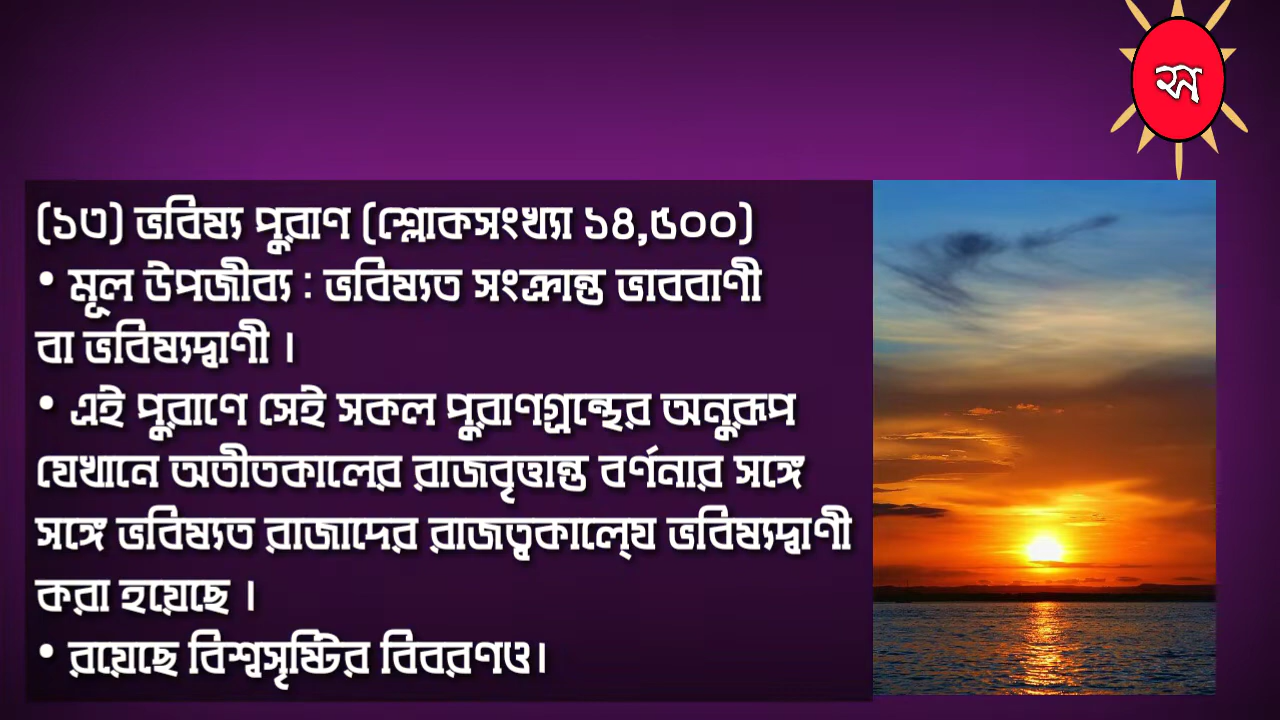 স
(১৩) ভবিষ্য পুরাণ (শ্লোকসংখ্যা ১৪,৫০০)
• মূল উপজীব্য : ভবিষ্যত সংক্রান্ত ভাববাণী
বা ভবিষ্যদ্বাণী ।
• এই পুরাণে সেই সকল পুরাণগ্রন্থের অনুরূপ
যেখানে অতীতকালের রাজবৃত্তান্ত বর্ণনার সঙ্গে
সঙ্গে ভবিষ্যত রাজাদের রাজত্বকাল্যে ভবিষ্যদ্বাণী
করা হয়েছে ।
• রয়েছে বিশ্বসৃষ্টির বিবরণও।